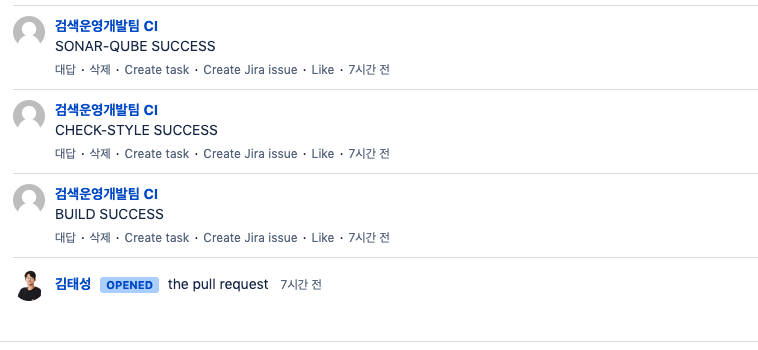 검색운영개발팀 CI
SONAR-QUBE SUCCESS
대답 · 삭제 · Create task · Create Jira issue · Like · 7시간 전
검색운영개발팀 CI
CHECK-STYLE SUCCESS
대답 · 삭제 · Create task · Create Jira issue · Like · 7시간 전
검색운영개발팀 CI
BUILD SUCCESS
대답 · 삭제 · Create task · Create Jira issue · Like · 7시간 전
김태성 OPENED the pull request 7시간 전